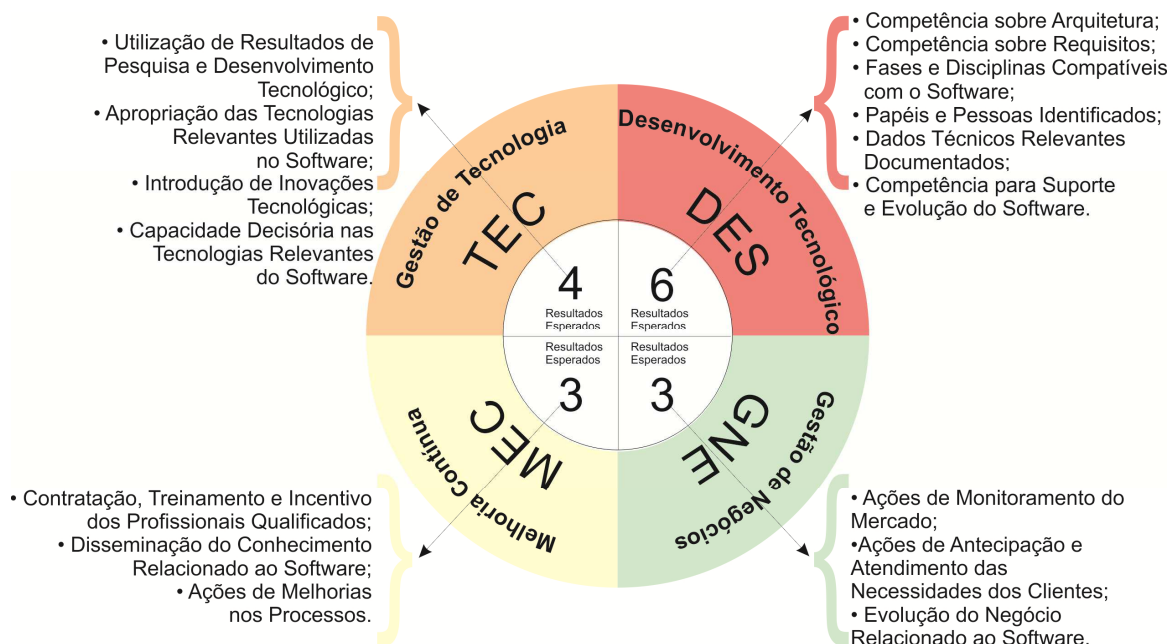 • Utilização de Resultados de
Pesquisa e Desenvolvimento
Tecnológico;
• Apropriação das Tecnologias
Relevantes Utilizadas
no Software;
• Introdução de Inovações
Tecnológicas;
• Capacidade Decisória nas
Tecnologias Relevantes
do Software.
• Competência sobre Arquitetura;
• Competência sobre Requisitos;
• Fases e Disciplinas Compatíveis
com o Software;
• Papéis e Pessoas Identificados;
• Dados Técnicos Relevantes
Documentados;
• Competência para Suporte
e Evolução do Software.
Gestão de Tecnologia
TEC
Desenvolvimento Tecnológico
DES
4
Resultados
Esperados
6
Resultados
Esperados
Resultados
Esperados
3
Resultados
Esperados
3
MEC
Melhoria Contínua
GNE
Gestão de Negócios
• Contratação, Treinamento e Incentivo
dos Profissionais Qualificados;
• Disseminação do Conhecimento
Relacionado ao Software;
• Ações de Melhorias
nos Processos.
• Ações de Monitoramento do
Mercado;
•Ações de Antecipação e
Atendimento das
Necessidades dos Clientes;
• Evolução do Negócio
Relacionado ao Software.